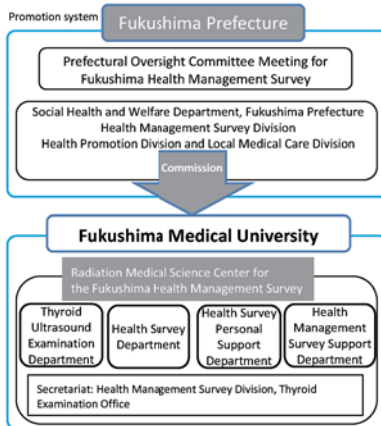 Promotion system
Fukushima Prefecture
Prefectural Oversight Committee Meeting for
Fukushima Health Management Survey
Social Health and Welfare Department, Fukushima Prefecture
Health Management Survey Division
Health Promotion Division and Local Medical Care Division
Commission
Fukushima Medical University
Radiation Medical Science Center for
the Fukushima Health Management Survey
Thyroid
Ultrasound
Examination
Department
Health Survey
Department
Health Survey
Personal
Support
Department
Health
Management
Survey Support
Department
Secretariat: Health Management Survey Division, Thyroid
Examination Office